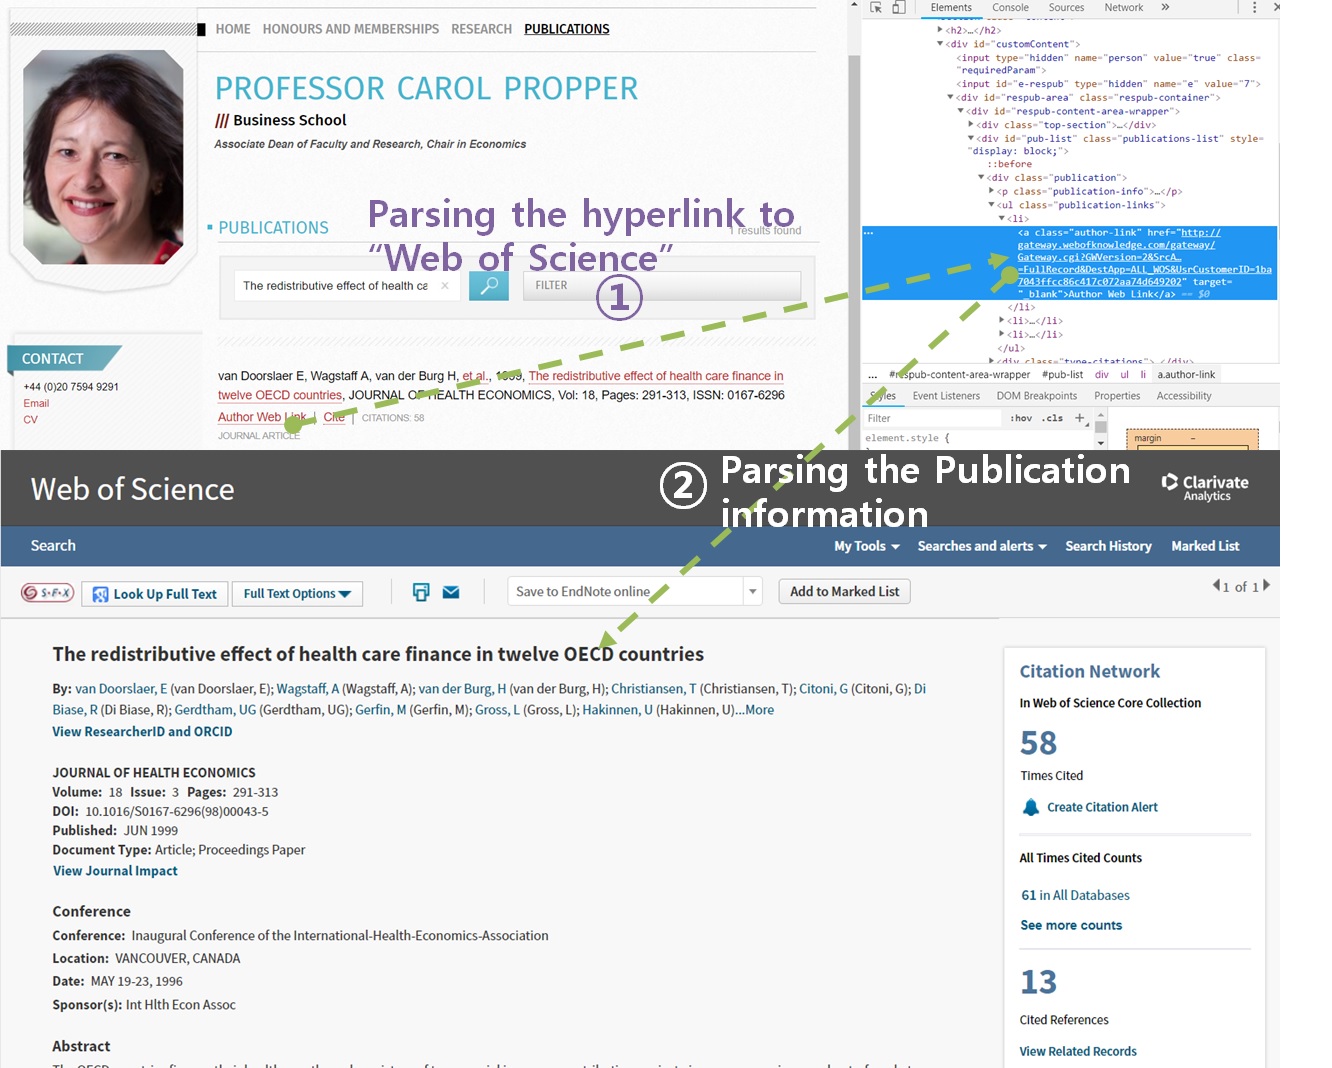 HOME HONOURS AND MEMBERSHIPS RESEARCH PUBLICATIONS
PROFESSOR CAROL PROPPER
/// Business School
Associate Dean of Faculty and Research, Chair in Economics
PUBLICATIONS
results found
Parsing the hyperlink to
“Web of Science”
①
The redistributive effect of health ca × FILTER
CONTACT
+44 (0)20 7594 9291
Email
CV
van Doorslaer E, Wagstaff A, van der Burg H, et al., 1999, The redistributive effect of health care finance in
twelve OECD countries, JOURNAL OF HEALTH ECONOMICS, Vol: 18, Pages: 291-313, ISSN: 0167-6296
Author Web Link | Cite | CITATIONS: 58
JOURNAL ARTICLE
Elements Console Sources Network »
<h2>…</h2>
<div id="customContent">
<input type="hidden" name="person" value="true" class=
"requiredParam">
<input id="e-respub" type="hidden" name="e" value="7">
<div id="respub-area" class="respub-container">
<div id="respub-content-area-wrapper">
<div class="top-section">…</div>
<div id="pub-list" class="publications-list" style=
"display: block;">
::before
<div class="publication">
<p class="publication-info">…</p>
<ul class="publication-links">
<li>
<a class="author-link" href="http://
gateway.webofknowledge.com/gateway/
Gateway.cgi?GWVersion=2&SrcA…
=FullRecord&DestApp=ALL_WOS&UsrCustomerID=1ba
7043ffcc86c417c072aa74d649202" target=
"_blank">Author Web Link</a> == $0
</li>
<li>…</li>
<li>…</li>
</ul>
<div class="type-citations">…</div>
… #respub-content-area-wrapper #pub-list div ul li a.author-link
Styles Event Listeners DOM Breakpoints Properties Accessibility
Filter :hov .cls +
element.style {
margin –
② Parsing the Publication
information
Web of Science
Clarivate
Analytics
Search My Tools Searches and alerts Search History Marked List
S·F·X Look Up Full Text Full Text Options Save to EndNote online Add to Marked List 1 of 1
The redistributive effect of health care finance in twelve OECD countries
By: van Doorslaer, E (van Doorslaer, E); Wagstaff, A (Wagstaff, A); van der Burg, H (van der Burg, H); Christiansen, T (Christiansen, T); Citoni, G (Citoni, G); Di
Biase, R (Di Biase, R); Gerdtham, UG (Gerdtham, UG); Gerfin, M (Gerfin, M); Gross, L (Gross, L); Hakinnen, U (Hakinnen, U)...More
View ResearcherID and ORCID
JOURNAL OF HEALTH ECONOMICS
Volume: 18 Issue: 3 Pages: 291-313
DOI: 10.1016/S0167-6296(98)00043-5
Published: JUN 1999
Document Type: Article; Proceedings Paper
View Journal Impact
Conference
Conference: Inaugural Conference of the International-Health-Economics-Association
Location: VANCOUVER, CANADA
Date: MAY 19-23, 1996
Sponsor(s): Int Hlth Econ Assoc
Abstract
Citation Network
In Web of Science Core Collection
58
Times Cited
Create Citation Alert
All Times Cited Counts
61 in All Databases
See more counts
13
Cited References
View Related Records